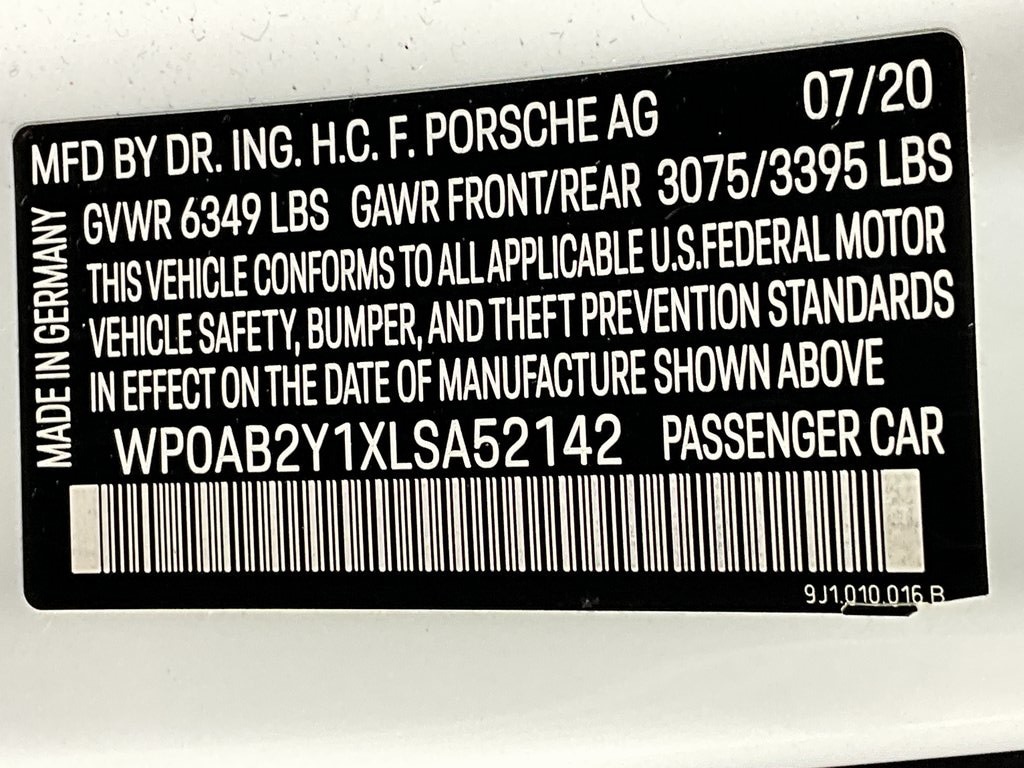 MFD BY DR. ING. H.C. F. PORSCHE AG 07/20
GVWR 6349 LBS GAWR FRONT/REAR 3075/3395 LBS
THIS VEHICLE CONFORMS TO ALL APPLICABLE U.S.FEDERAL MOTOR
VEHICLE SAFETY, BUMPER, AND THEFT PREVENTION STANDARDS
IN EFFECT ON THE DATE OF MANUFACTURE SHOWN ABOVE
WP0AB2Y1XLSA52142 PASSENGER CAR
MADE IN GERMANY
9J1.010.016.B